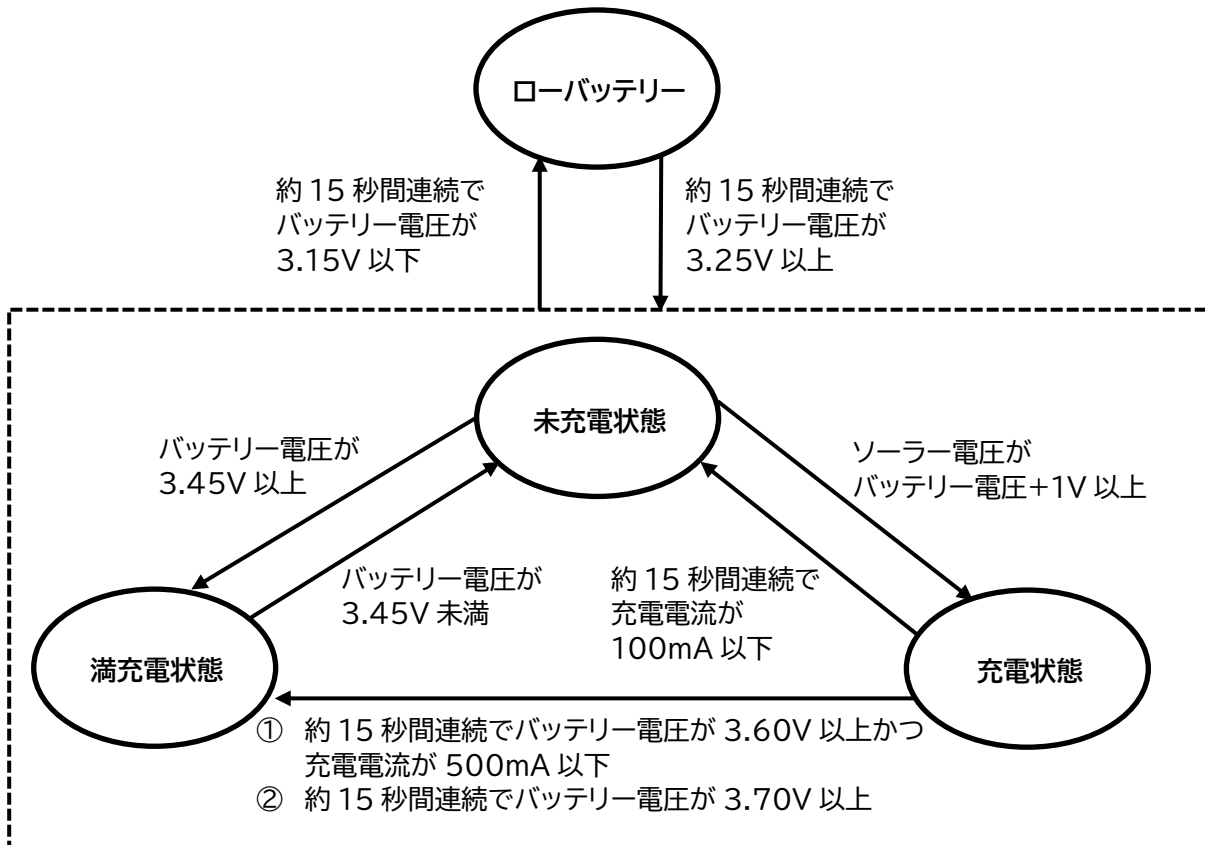 ローバッテリー
約 15 秒間連続で
バッテリー電圧が
3.15V 以下
約 15 秒間連続で
バッテリー電圧が
3.25V 以上
未充電状態
バッテリー電圧が
3.45V 以上
ソーラー電圧が
バッテリー電圧+1V 以上
バッテリー電圧が
3.45V 未満
約 15 秒間連続で
充電電流が
100mA 以下
満充電状態
充電状態
① 約 15 秒間連続でバッテリー電圧が 3.60V 以上かつ
充電電流が 500mA 以下
② 約 15 秒間連続でバッテリー電圧が 3.70V 以上